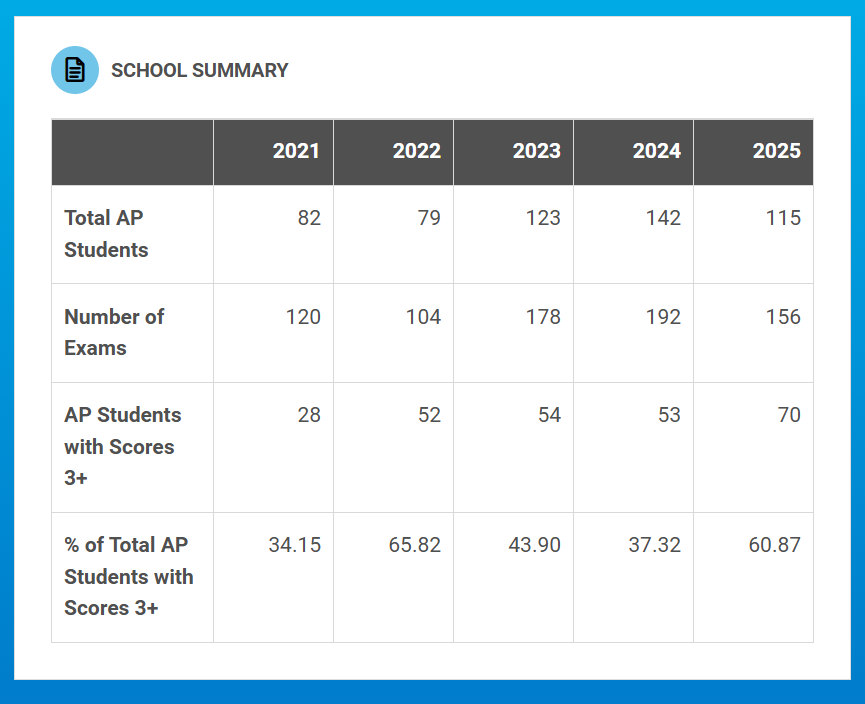 SCHOOL SUMMARY
2021 2022 2023 2024 2025
Total AP 82 79 123 142 115
Students
Number of 120 104 178 192 156
Exams
AP Students 28 52 54 53 70
with Scores
3+
% of Total AP 34.15 65.82 43.90 37.32 60.87
Students with
Scores 3+